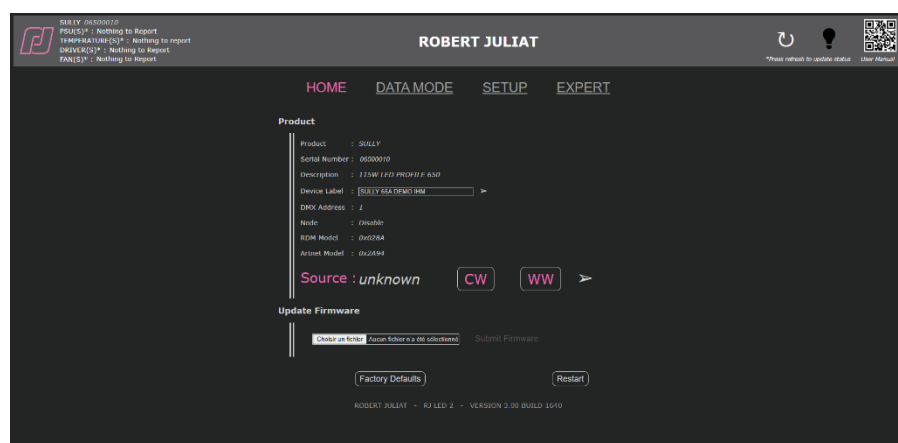 SULLY 06500010
PSU(S)* : Nothing to Report
TEMPERATURE(S)* : Nothing to report
DRIVER(S)* : Nothing to Report
FAN(S)* : Nothing to Report
ROBERT JULIAT
*Press refresh to update status
User Manual
HOME DATA MODE SETUP EXPERT
Product
Product : SULLY
Serial Number : 06500010
Description : 115W LED PROFILE 650
Device Label : SULLY 66A DEMO IHM
DMX Address : 1
Node : Disable
RDM Model : 0x028A
Artnet Model : 0x2A94
Source : unknown CW WW
Update Firmware
Choisir un fichier Aucun fichier n'a été sélectionné Submit Firmware
Factory Defaults Restart
ROBERT JULIAT - RJ LED 2 - VERSION 3.00 BUILD 1640